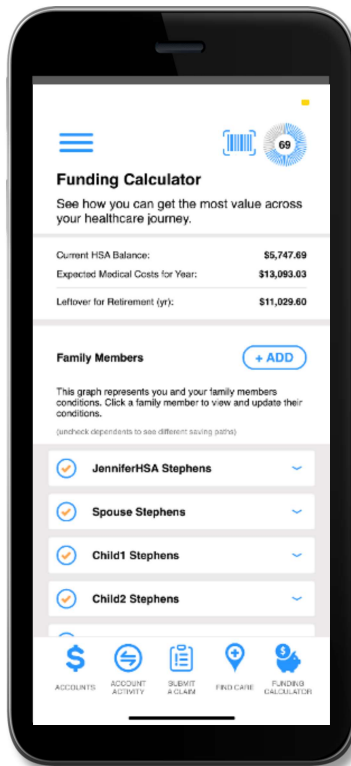 69
Funding Calculator
See how you can get the most value across
your healthcare journey.
Current HSA Balance: $5,747.69
Expected Medical Costs for Year: $13,093.03
Leftover for Retirement (yr): $11,029.60
Family Members + ADD
This graph represents you and your family members
conditions. Click a family member to view and update their
conditions.
(uncheck dependents to see different saving paths)
JenniferHSA Stephens
Spouse Stephens
Child1 Stephens
Child2 Stephens
ACCOUNTS
ACCOUNT
ACTIVITY
SUBMIT
A CLAIM
FIND CARE
FUNDING
CALCULATOR